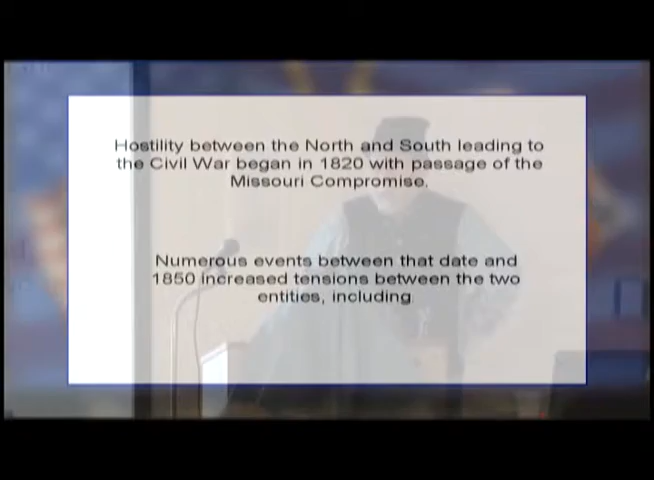 Hostility between the North and South leading to
the Civil War began in 1820 with passage of the
Missouri Compromise.
Numerous events between that date and
1850 increased tensions between the two
entities, including